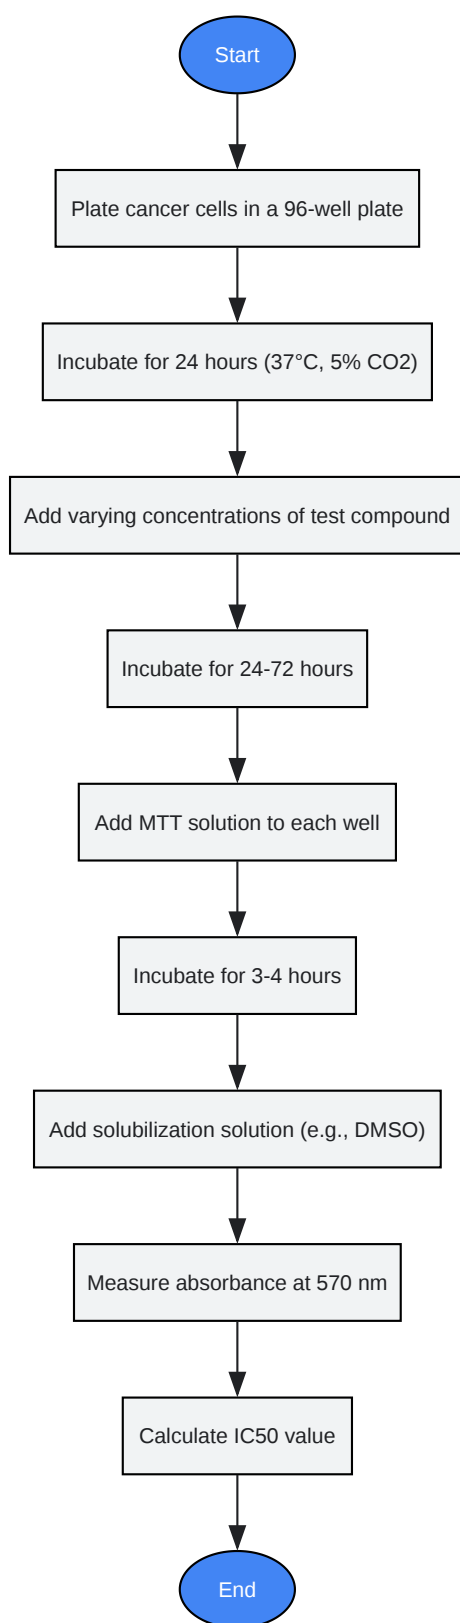 Start
Plate cancer cells in a 96-well plate
Incubate for 24 hours (37°C, 5% CO2)
Add varying concentrations of test compound
Incubate for 24-72 hours
Add MTT solution to each well
Incubate for 3-4 hours
Add solubilization solution (e.g., DMSO)
Measure absorbance at 570 nm
Calculate IC50 value
End